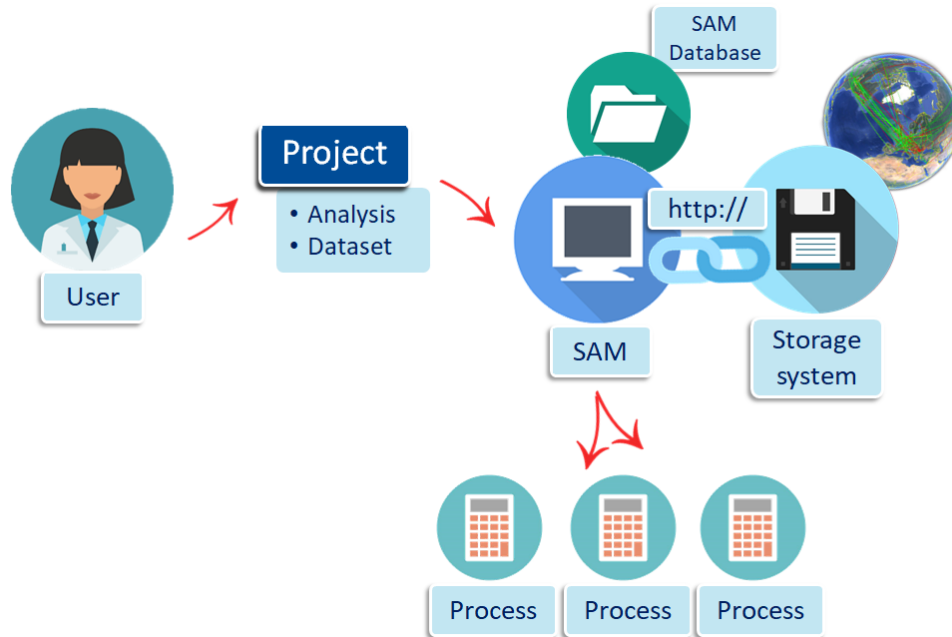 SAM
Database
Project
• Analysis
• Dataset
http://
User
SAM
Storage
system
Process
Process
Process